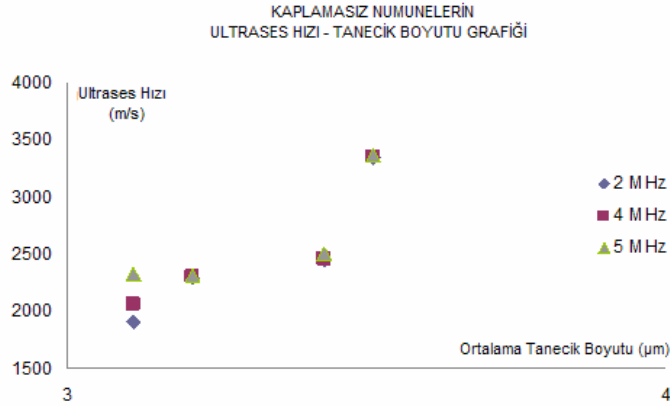 KAPLAMASIZ NUMUNELERİN
ULTRASES HIZI - TANECİK BOYUTU GRAFİĞİ
4000
Ultrases Hızı
(m/s)
3500
3000
2 MHz
4 MHz
2500
5 MHz
2000
Ortalama Tanecik Boyutu (µm)
1500
3
4